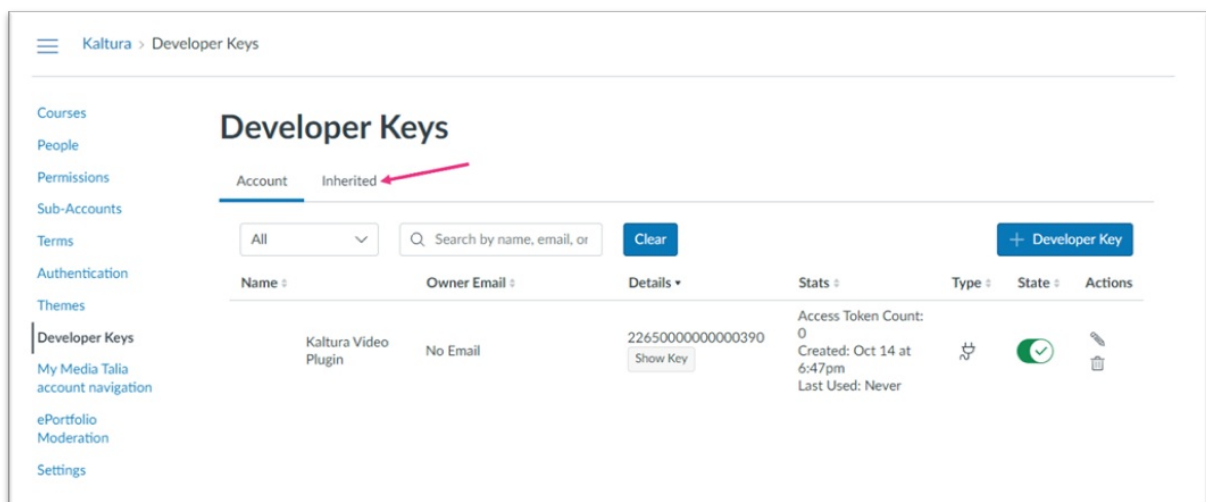 Kaltura > Developer Keys
Courses
People
Permissions
Sub-Accounts
Terms
Authentication
Themes
Developer Keys
My Media Talia
account navigation
ePortfolio
Moderation
Settings
Developer Keys
Account Inherited
All Search by name, email, or Clear + Developer Key
Name Owner Email Details Stats Type State Actions
Kaltura Video
Plugin
No Email
22650000000000390
Show Key
Access Token Count:
0
Created: Oct 14 at
6:47pm
Last Used: Never